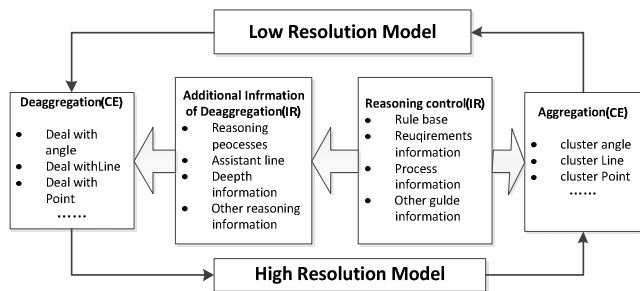 Low Resolution Model
Deaggregation(CE)
● Deal with
angle
● Deal withLine
● Deal with
Point
……
Additional Infrmation
of Deaggregation(IR)
● Reasoning
peocesses
● Assistant line
● Deepth
information
● Other reasoning
information
Reasoning control(IR)
● Rule base
● Reuqirements
information
● Process
information
● Other gulde
information
Aggregation(CE)
● cluster angle
● cluster Line
● cluster Point
……
High Resolution Model